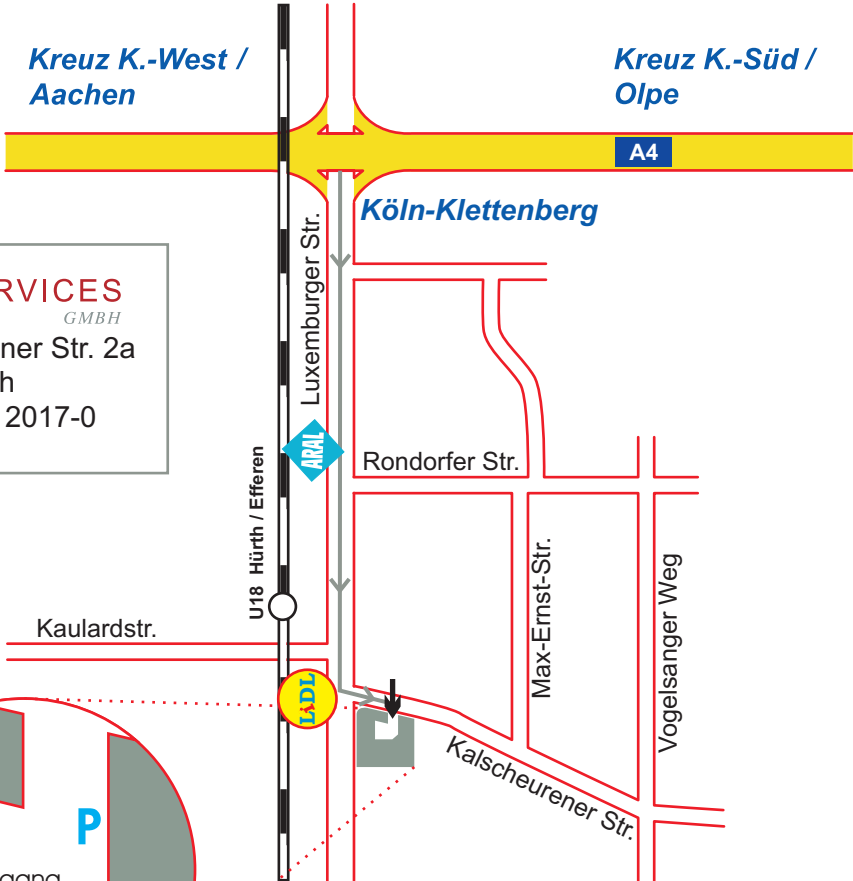 Kreuz K.-West /
Aachen
Kreuz K.-Süd /
Olpe
A4
Köln-Klettenberg
Luxemburger Str.
RVICES
GMBH
ner Str. 2a
h
2017-0
ARAL
Rondorfer Str.
U18 Hürth / Efferen
Max-Ernst-Str.
Vogelsanger Weg
Kaulardstr.
LIDL
Kalscheurener Str.
P